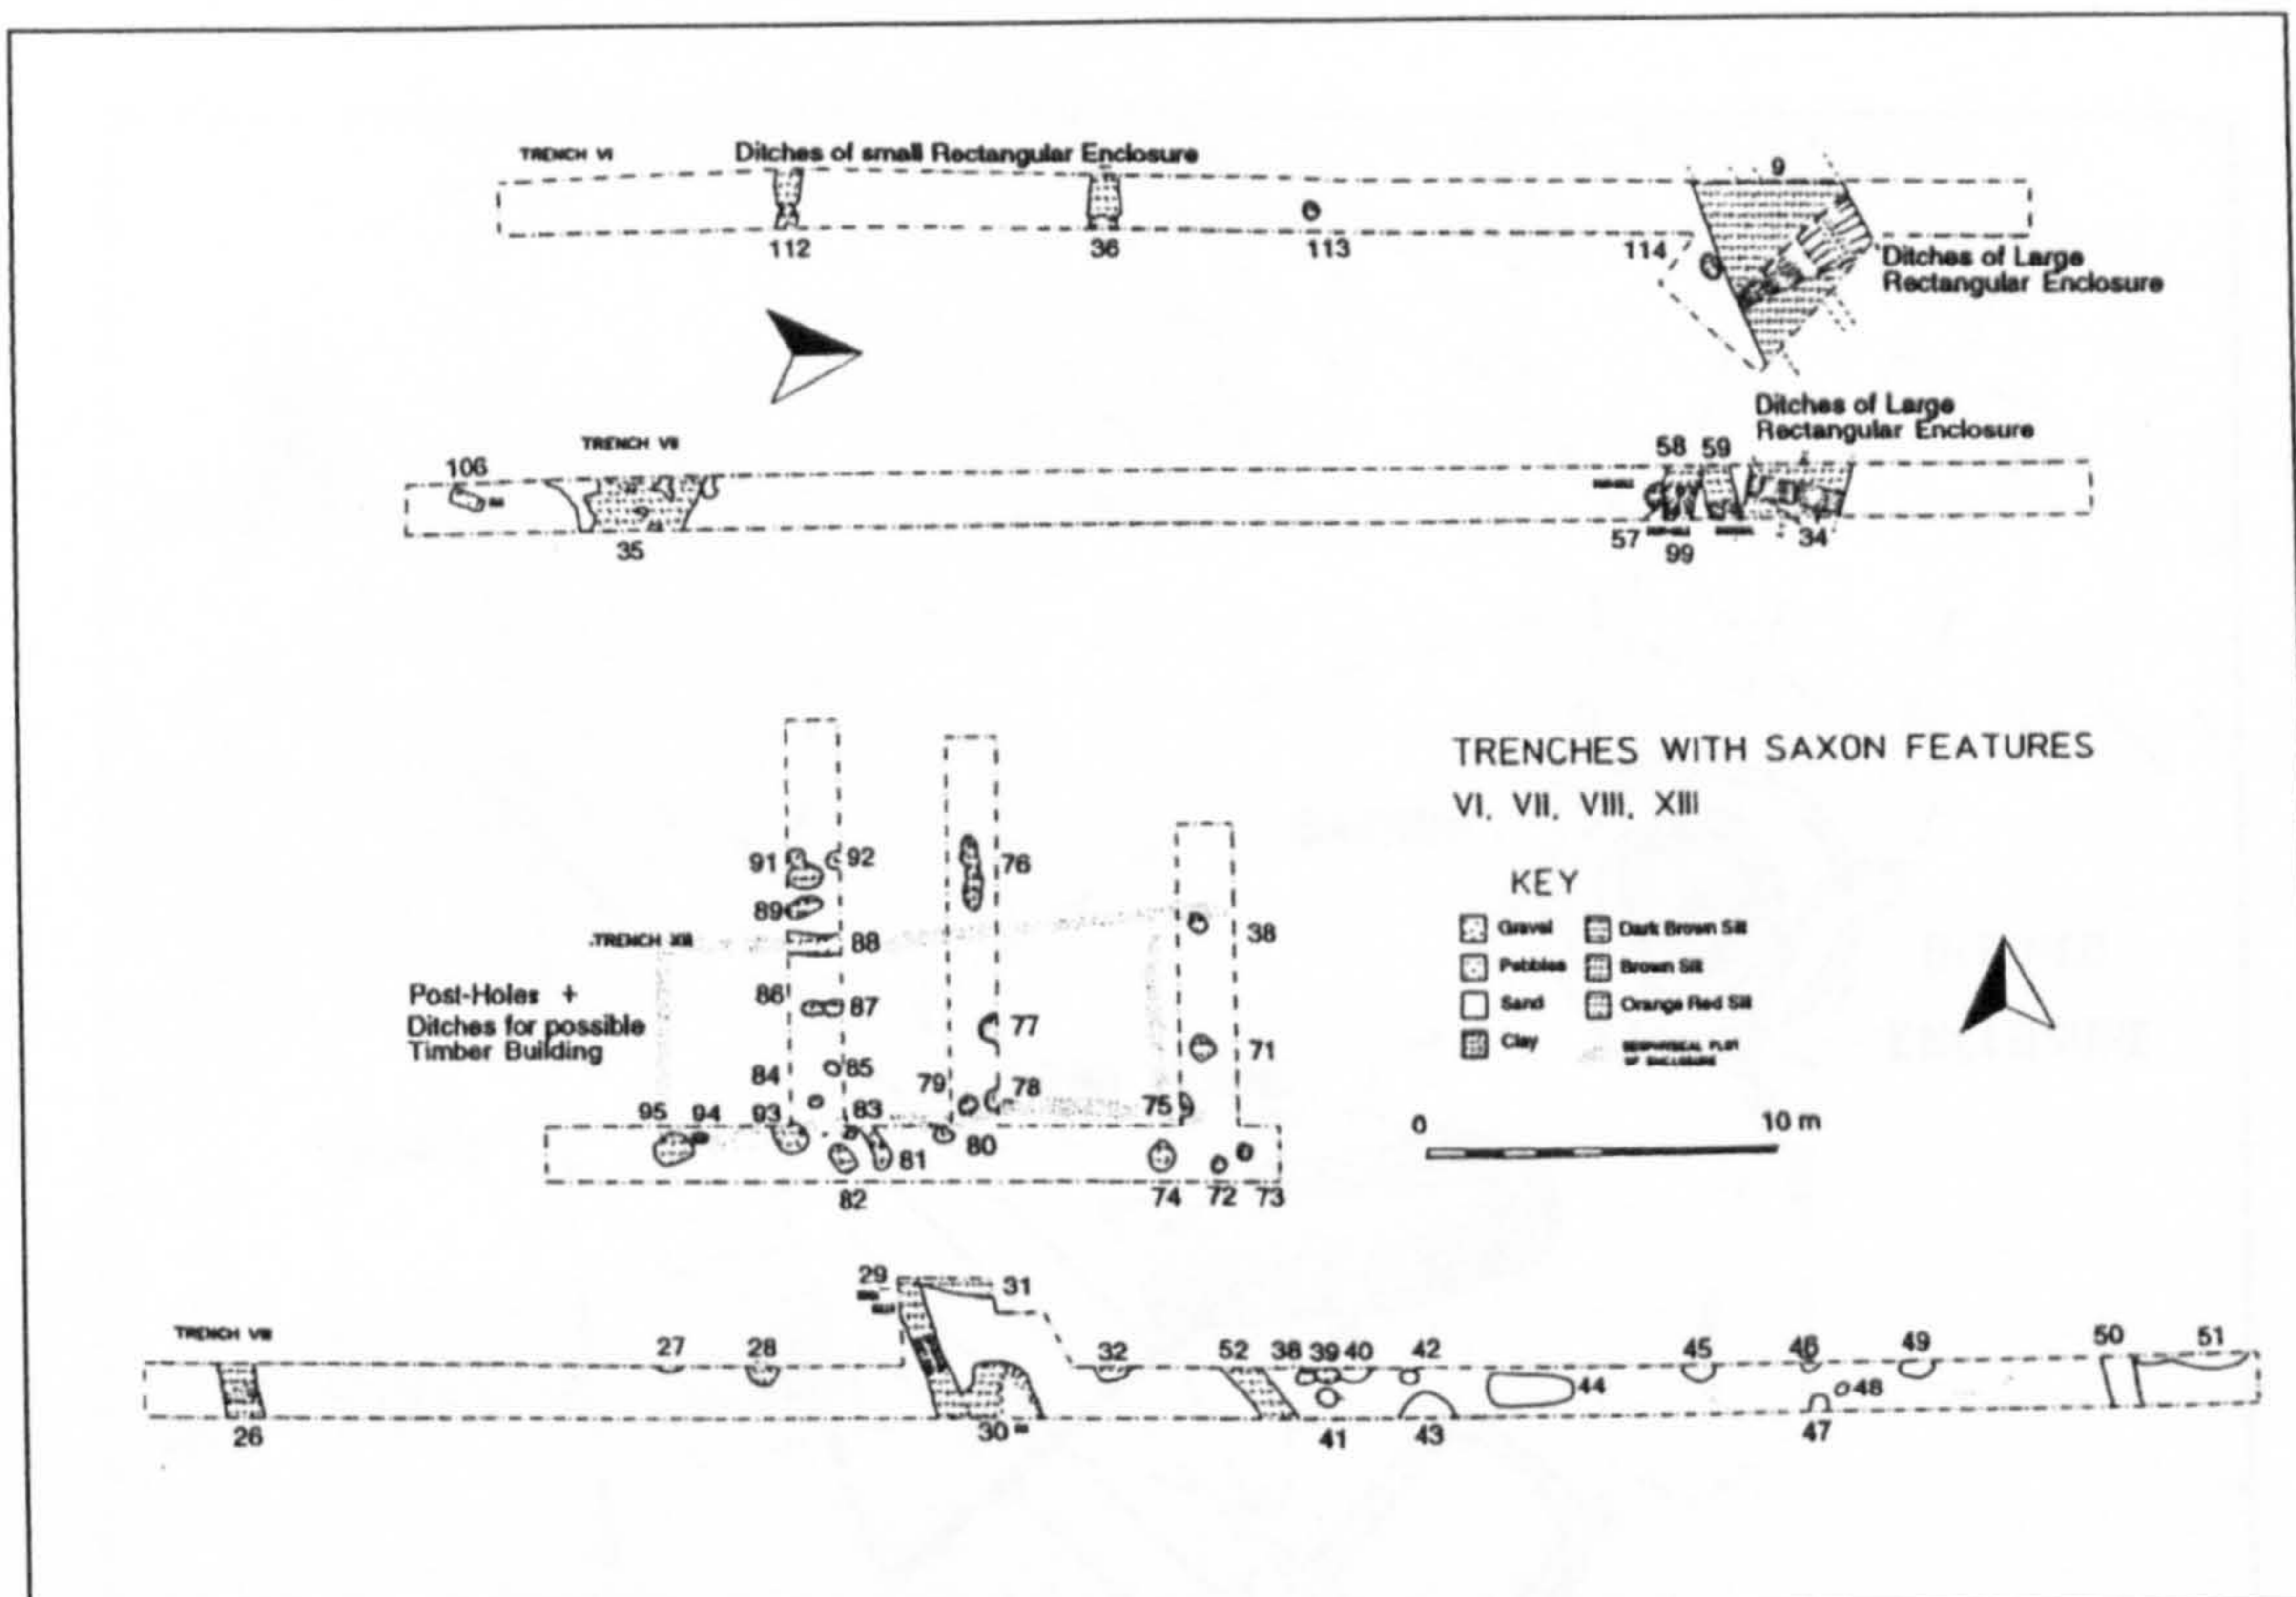 TRENCH VI
Ditches of small Rectangular Enclosure
9
112
36
113
114
Ditches of Large
Rectangular Enclosure
Ditches of Large
Rectangular Enclosure
TRENCH VII
106
58 59
35
57
99
34
TRENCHES WITH SAXON FEATURES
VI, VII, VIII, XIII
KEY
Gravel
Dark Brown Silt
Pebbles
Brown Silt
Sand
Orange Red Silt
Clay
GEOPHYSICAL PLOT
OF ENCLOSURE
0
10 m
91
92
76
89
TRENCH XIII
88
38
Post-Holes +
Ditches for possible
Timber Building
86
87
77
71
84
85
79
78
75
95 94 93
83
81
80
82
74 72 73
29
31
TRENCH VIII
27
28
32
52 38 39 40
42
45
46
49
50
51
44
48
26
30
41
43
47